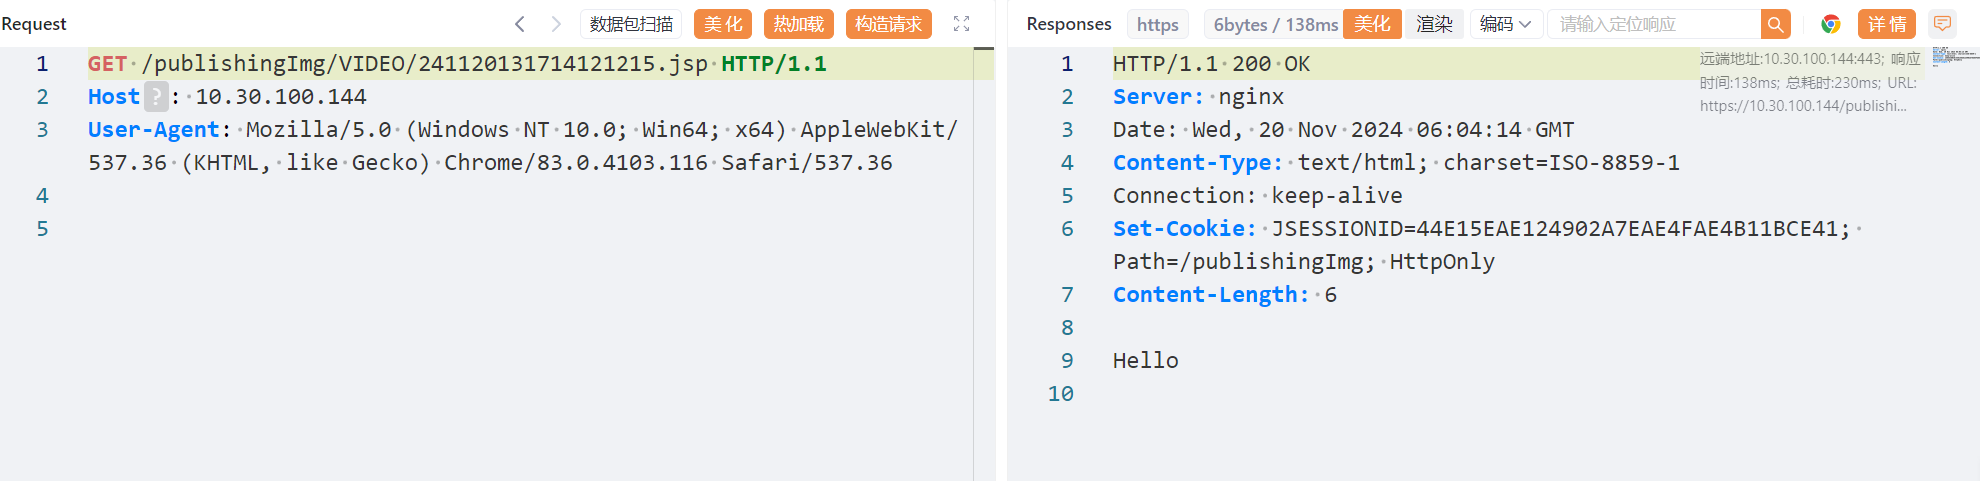 Request
数据包扫描
美化
热加载
构造请求
1 GET /publishingImg/VIDEO/241120131714121215.jsp HTTP/1.1
2 Host ? : 10.30.100.144
3 User-Agent: Mozilla/5.0 (Windows NT 10.0; Win64; x64) AppleWebKit/
537.36 (KHTML, like Gecko) Chrome/83.0.4103.116 Safari/537.36
4
5
Responses
https
6bytes / 138ms
美化
渲染
编码
请输入定位响应
详情
1 HTTP/1.1 200 OK
2 Server: nginx
3 Date: Wed, 20 Nov 2024 06:04:14 GMT
4 Content-Type: text/html; charset=ISO-8859-1
5 Connection: keep-alive
6 Set-Cookie: JSESSIONID=44E15EAE124902A7EAE4FAE4B11BCE41;
Path=/publishingImg; HttpOnly
7 Content-Length: 6
8
9 Hello
10
远端地址:10.30.100.144:443; 响应
时间:138ms; 总耗时:230ms; URL:
https://10.30.100.144/publishi...